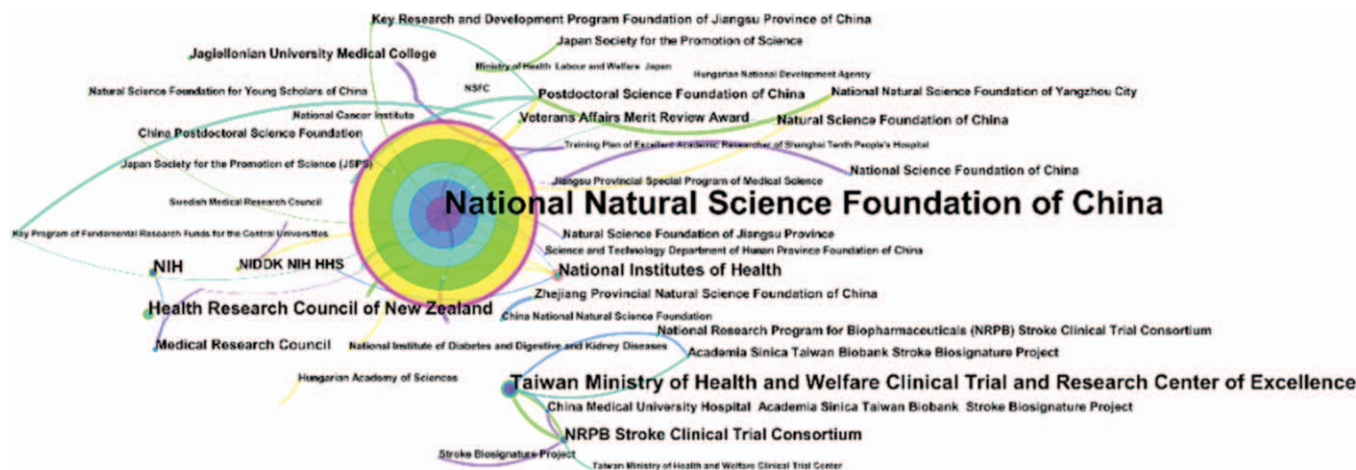 Key Research and Development Program Foundation of Jiangsu Province of China
Japan Society for the Promotion of Science
Jagiellonian University Medical College
Ministry of Health Labour and Welfare Japan
Hungarian National Development Agency
NSFC
Natural Science Foundation for Young Scholars of China
Postdoctoral Science Foundation of China
National Natural Science Foundation of Yangzhou City
National Cancer Institute
Veterans Affairs Merit Review Award
Natural Science Foundation of China
China Postdoctoral Science Foundation
Training Plan of Excellent Academic Researcher of Shanghai Tenth People's Hospital
Japan Society for the Promotion of Science (JSPS)
National Science Foundation of China
Jiangsu Provincial Special Program of Medical Science
Swedish Medical Research Council
National Natural Science Foundation of China
Key Program of Fundamental Research Funds for the Central Universities
Natural Science Foundation of Jiangsu Province
Science and Technology Department of Hunan Province Foundation of China
NIH
NIDDK NIH HHS
National Institutes of Health
Zhejiang Provincial Natural Science Foundation of China
Health Research Council of New Zealand
China National Natural Science Foundation
National Research Program for Biopharmaceuticals (NRPB) Stroke Clinical Trial Consortium
Medical Research Council
National Institute of Diabetes and Digestive and Kidney Diseases
Academia Sinica Taiwan Biobank Stroke Biosignature Project
Hungarian Academy of Sciences
Taiwan Ministry of Health and Welfare Clinical Trial and Research Center of Excellence
China Medical University Hospital Academia Sinica Taiwan Biobank Stroke Biosignature Project
NRPB Stroke Clinical Trial Consortium
Stroke Biosignature Project
Taiwan Ministry of Health and Welfare Clinical Trial Center